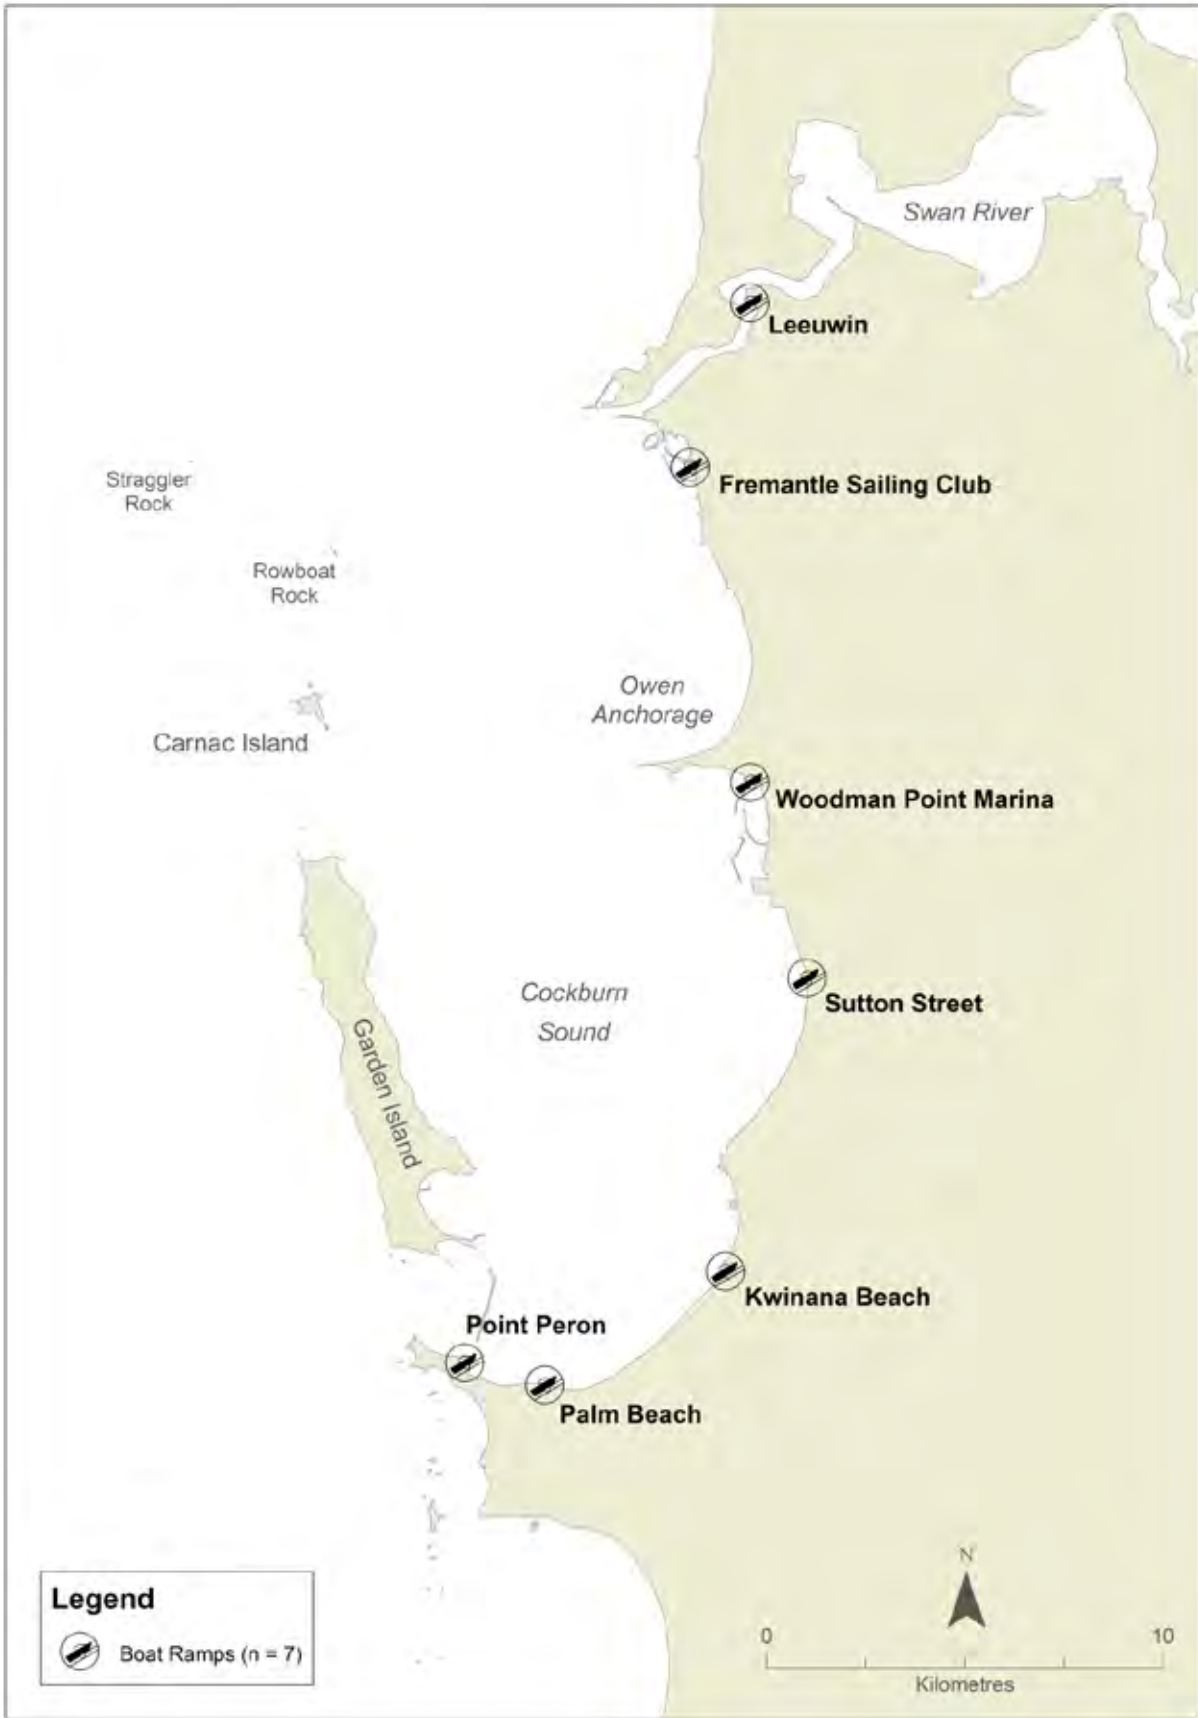 Swan River
Leeuwin
Straggler
Rock
Fremantle Sailing Club
Rowboat
Rock
Owen
Anchorage
Carnac Island
Woodman Point Marina
Cockburn
Sound
Sutton Street
Garden Island
Kwinana Beach
Point Peron
Palm Beach
Legend
Boat Ramps (n = 7)
N
0 10
Kilometres